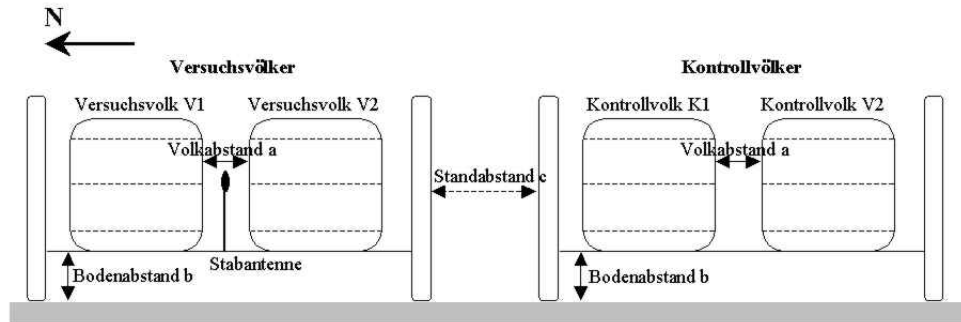 N
Versuchsvölker Kontrollvölker
Versuchsvolk V1 Versuchsvolk V2 Kontrollvolk K1 Kontrollvolk V2
Volkabstand a Volkabstand a
Standabstand c
Stabantenne
Bodenabstand b Bodenabstand b